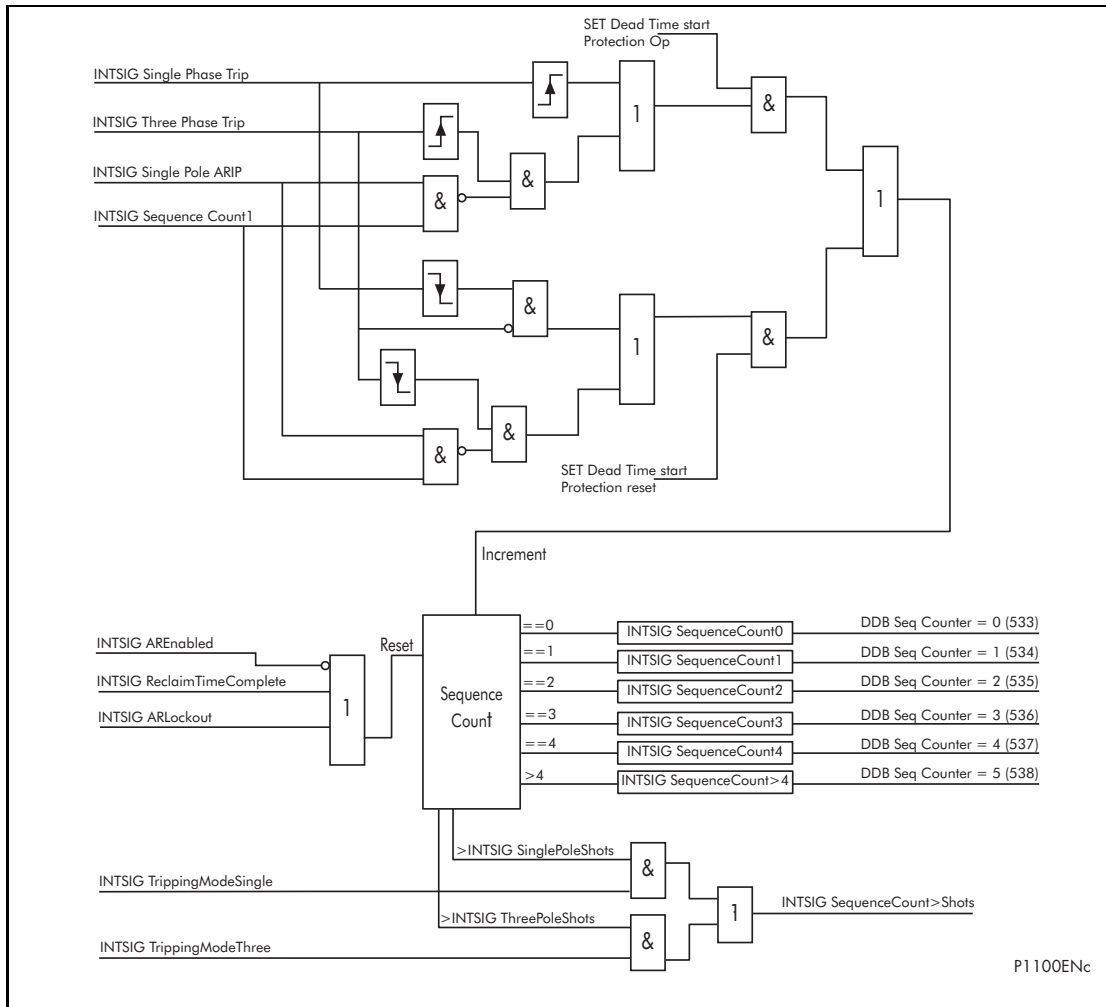 SET Dead Time start
Protection Op
INTSIG Single Phase Trip
1
&
INTSIG Three Phase Trip
&
INTSIG Single Pole ARIP
&
1
INTSIG Sequence Count1
&
1
&
&
&
SET Dead Time start
Protection reset
Increment
INTSIG AREnabled
Reset
INTSIG ReclaimTimeComplete
1
INTSIG ARLockout
Sequence
Count
==0
INTSIG SequenceCount0
DDB Seq Counter = 0 (533)
==1
INTSIG SequenceCount1
DDB Seq Counter = 1 (534)
==2
INTSIG SequenceCount2
DDB Seq Counter = 2 (535)
==3
INTSIG SequenceCount3
DDB Seq Counter = 3 (536)
==4
INTSIG SequenceCount4
DDB Seq Counter = 4 (537)
>4
INTSIG SequenceCount>4
DDB Seq Counter = 5 (538)
>INTSIG SinglePoleShots
&
INTSIG TrippingModeSingle
>INTSIG ThreePoleShots
&
INTSIG TrippingModeThree
1
INTSIG SequenceCount>Shots
P1100ENc